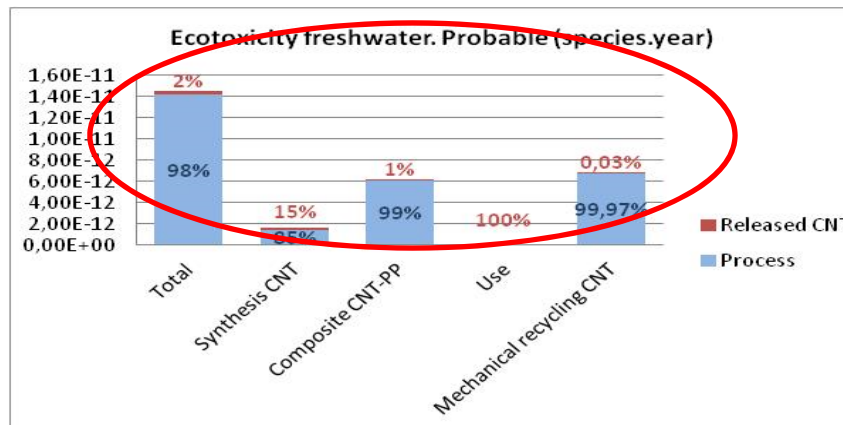 Ecotoxicity freshwater. Probable (species.year)
1,60E-11
1,40E-11
1,20E-11
1,00E-11
8,00E-12
6,00E-12
4,00E-12
2,00E-12
0,00E+00
2%
98%
15%
85%
1%
99%
100%
0,03%
99,97%
Total
Synthesis CNT
Composite CNT-PP
Use
Mechanical recycling CNT
Released CNT
Process